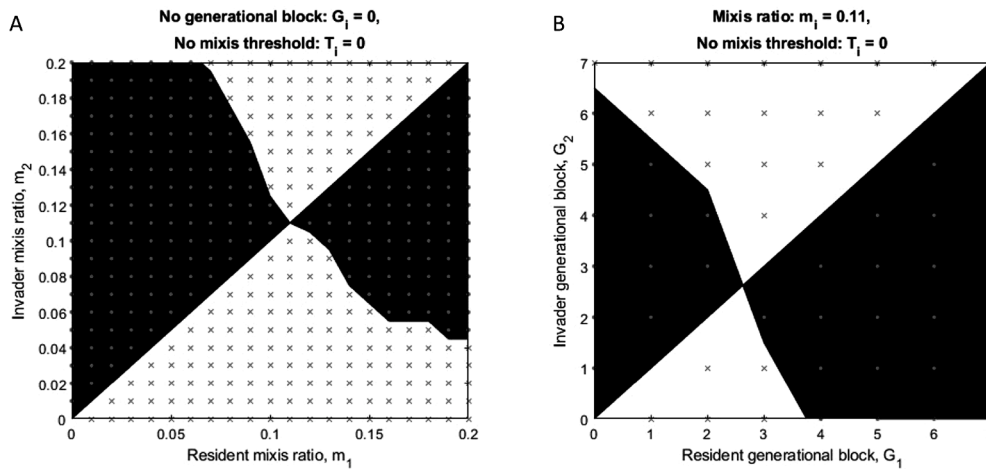 A
No generational block: G_i = 0,
No mixis threshold: T_i = 0
0.2
0.18
0.16
0.14
0.12
0.1
0.08
0.06
0.04
0.02
0
Invader mixis ratio, m_2
0 0.05 0.1 0.15 0.2
Resident mixis ratio, m_1
B
Mixis ratio: m_i = 0.11,
No mixis threshold: T_i = 0
7
6
5
4
3
2
1
0
Invader generational block, G_2
0 1 2 3 4 5 6
Resident generational block, G_1